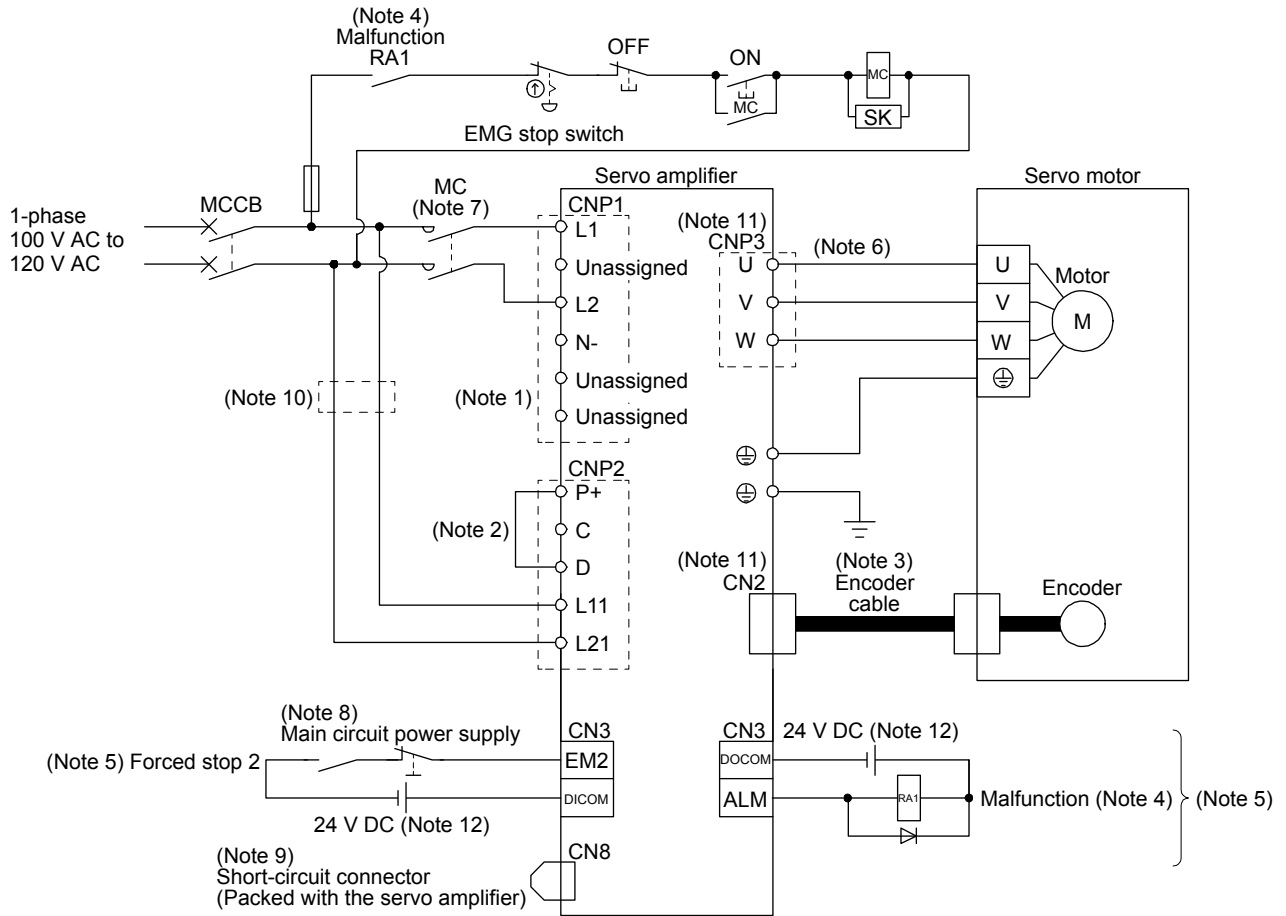 (Note 4)
Malfunction
RA1
OFF
ON
MC
MC
SK
EMG stop switch
Servo amplifier
Servo motor
1-phase
100 V AC to
120 V AC
MCCB
MC
(Note 7)
CNP1
L1
Unassigned
L2
N-
Unassigned
Unassigned
(Note 10)
(Note 1)
(Note 11)
CNP3
U
V
W
(Note 6)
U
V
W
Motor
M
CNP2
P+
C
D
L11
L21
(Note 2)
(Note 11)
CN2
(Note 3)
Encoder
cable
Encoder
(Note 8)
Main circuit power supply
(Note 5) Forced stop 2
24 V DC (Note 12)
CN3
EM2
DICOM
CN3
DOCOM
ALM
24 V DC (Note 12)
RA1
Malfunction (Note 4)
(Note 5)
(Note 9)
Short-circuit connector
(Packed with the servo amplifier)
CN8